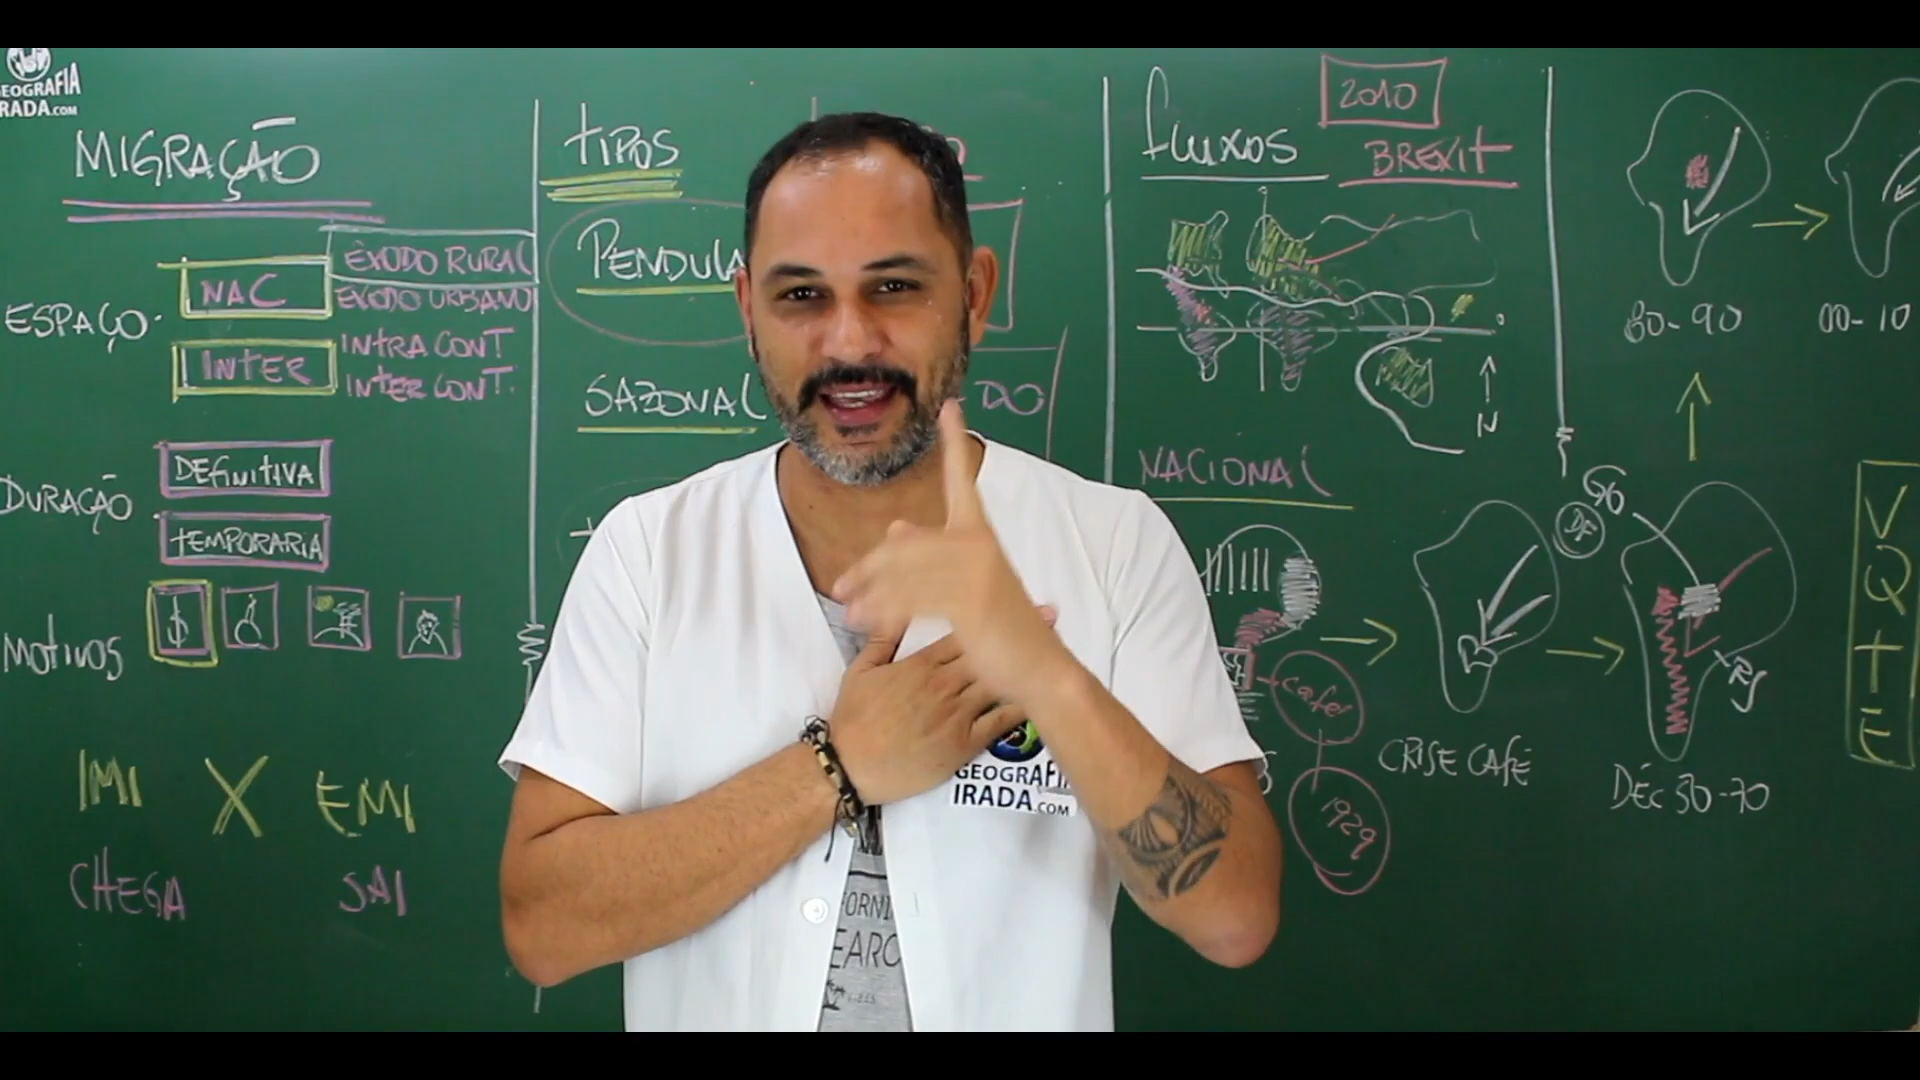 GEOGRAFIA
IRADA.COM
MIGRAÇÃO
ESPAÇO
NAC
ÊXODO RURAL
ÊXODO URBANO
INTER
INTRA CONT
INTER CONT.
DURAÇÃO
DEFINITIVA
TEMPORARIA
MOTIVOS
$
IMI X EMI
CHEGA SAI
TIPOS
PENDULA
SAZONAL
DO
FLUXOS
2010
BREXIT
N
NACIONAL
CAFÉ
1929
CRISE CAFÉ
GO
DF
RJ
DÉC 30-70
80-90
00-10
VQTE
GEOGRAFIA
IRADA.COM